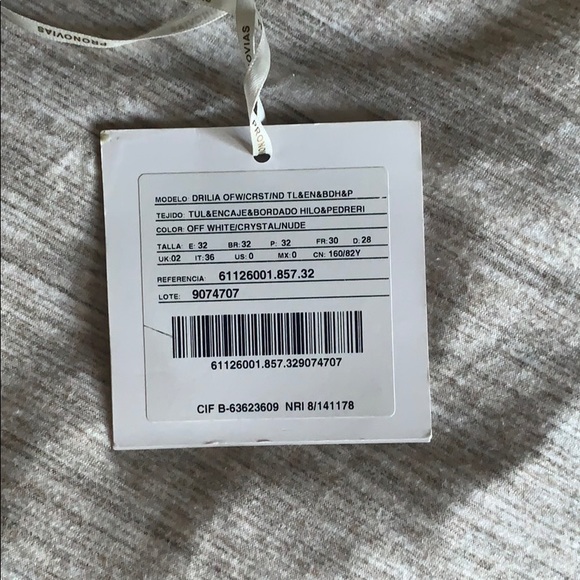 PRONOVIAS
NOVIAS
PRONO
MODELO: DRILIA OFW/CRST/ND TL&EN&BDH&P
TEJIDO: TUL&ENCAJE&BORDADO HILO&PEDRERI
COLOR: OFF WHITE/CRYSTAL/NUDE
TALLA: E: 32 BR: 32 P: 32 FR: 30 D: 28
UK:02 IT:36 US: 0 MX: 0 CN: 160/82Y
REFERENCIA: 61126001.857.32
LOTE: 9074707
61126001.857.329074707
CIF B-63623609 NRI 8/141178